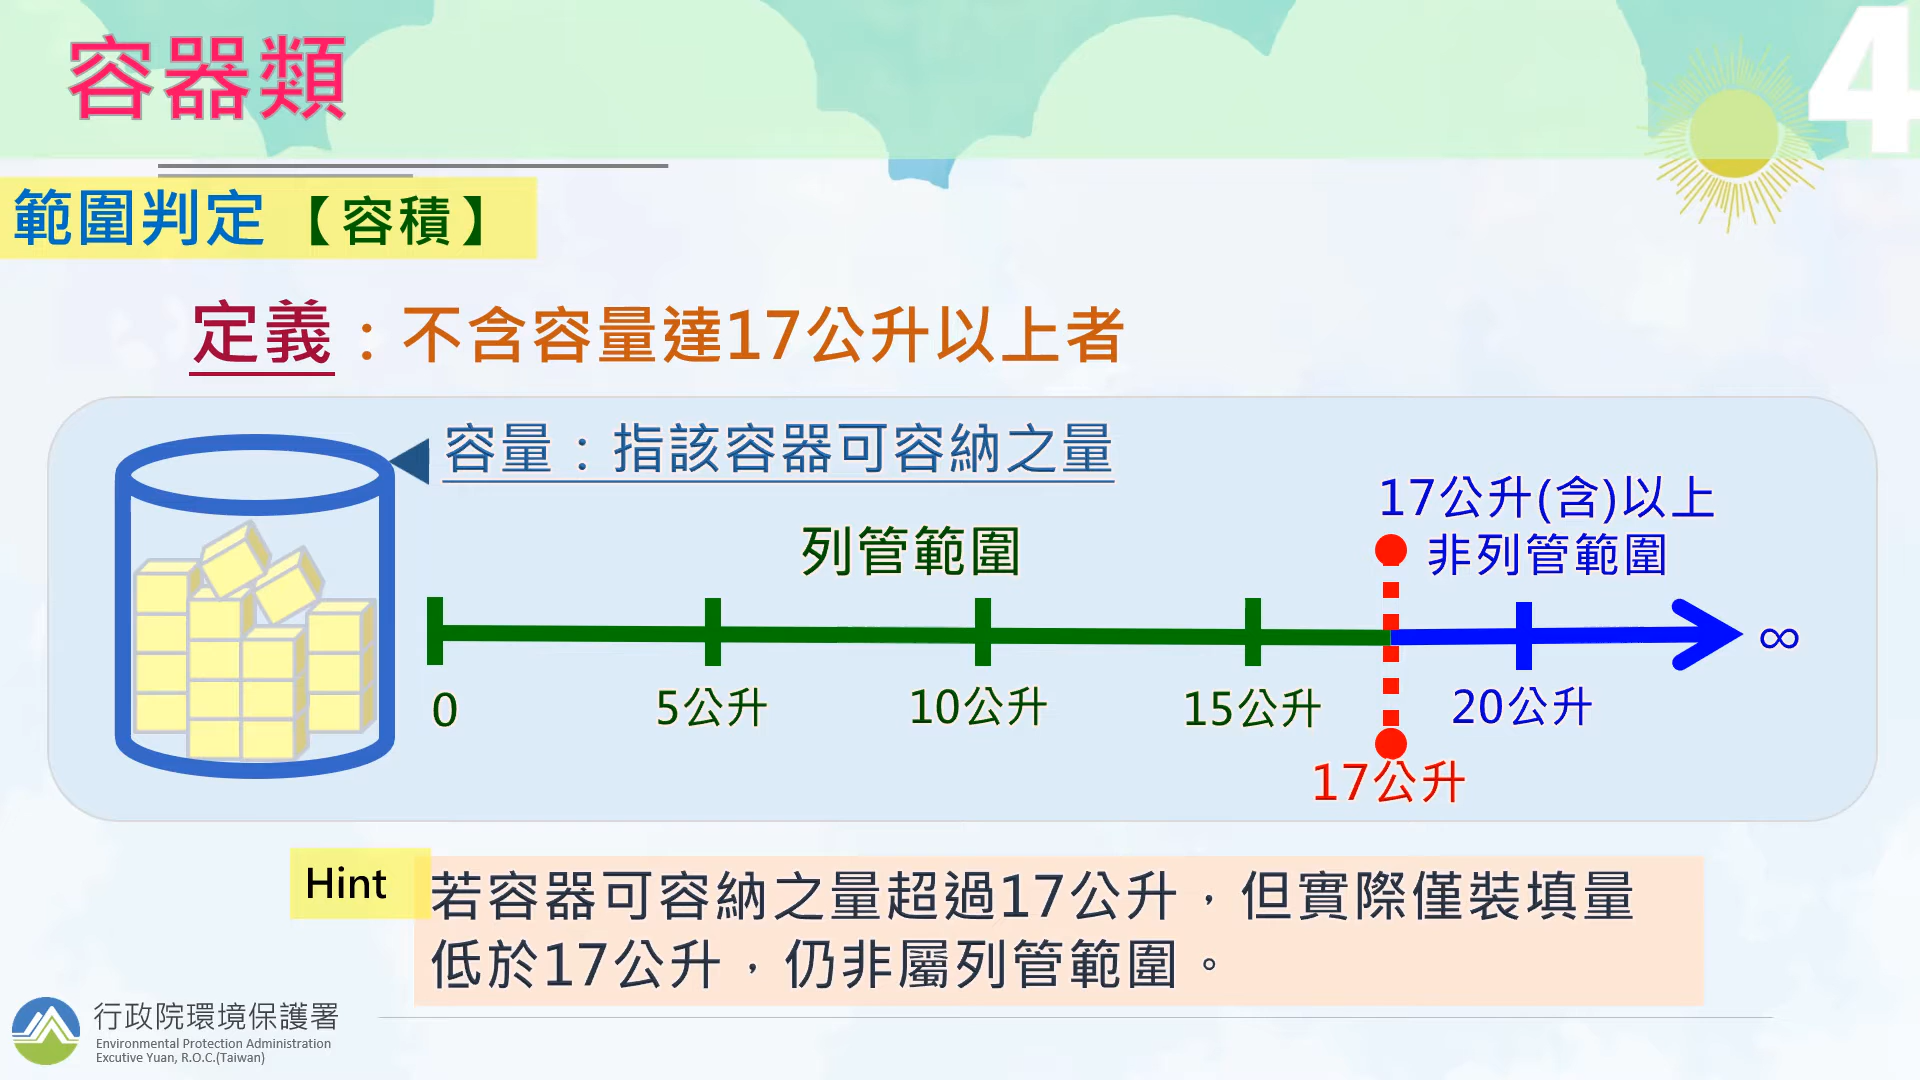 容器類
4
範圍判定【容積】
定義：不含容量達17公升以上者
容量：指該容器可容納之量
17公升(含)以上
列管範圍
非列管範圍
∞
0
5公升
10公升
15公升
20公升
17公升
Hint
若容器可容納之量超過17公升，但實際僅裝填量
低於17公升，仍非屬列管範圍。
行政院環境保護署
Environmental Protection Administration
Excutive Yuan, R.O.C.(Taiwan)